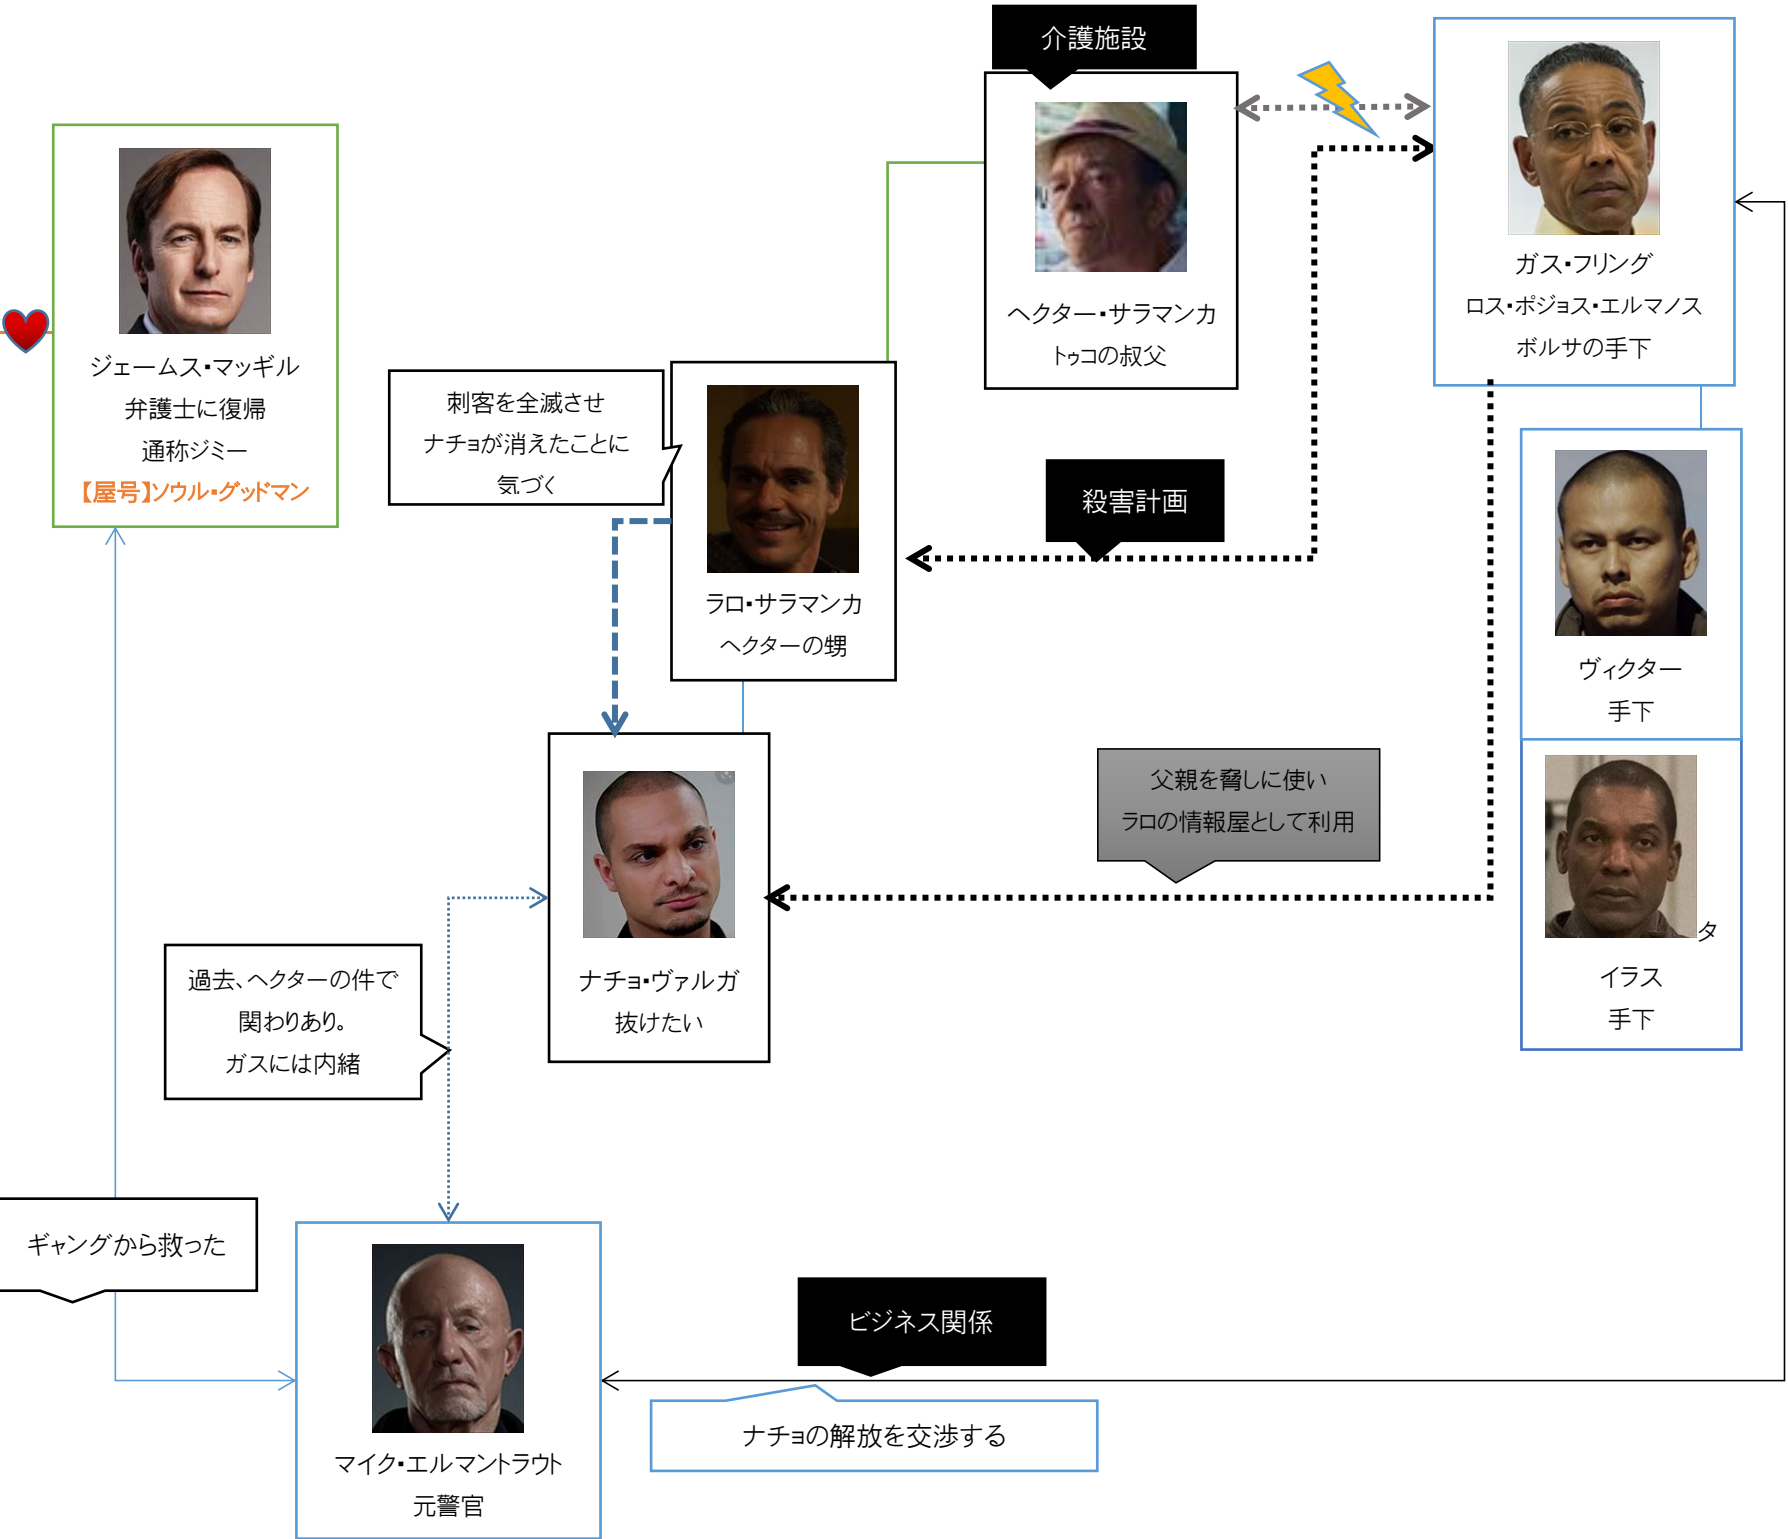 介護施設
ガス・フリング
ロス・ポジョス・エルマノス
ボルサの手下
ヘクター・サラマンカ
トゥコの叔父
ジェームス・マッギル
弁護士に復帰
通称ジミー
【屋号】ソウル・グッドマン
刺客を全滅させ
ナチョが消えたことに
気づく
殺害計画
ラロ・サラマンカ
ヘクターの甥
ヴィクター
手下
父親を脅しに使い
ラロの情報屋として利用
タ
イラス
手下
ナチョ・ヴァルガ
抜けたい
過去、ヘクターの件で
関わりあり。
ガスには内緒
ギャングから救った
ビジネス関係
ナチョの解放を交渉する
マイク・エルマントラウト
元警官